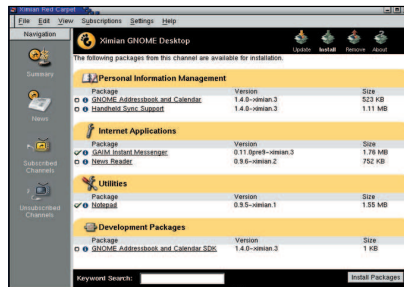 Ximian Red Carpet
File Edit View Subscriptions Settings Help
Navigation
Ximian GNOME Desktop
Update Install Remove About
The following packages from this channel are available for installation.
Summary
News
Subscribed Channels
Unsubscribed Channels
Personal Information Management
Package Version Size
GNOME Addressbook and Calendar 1.4.0-ximian.3 523 KB
Handheld Sync Support 1.4.0-ximian.3 1.11 MB
Internet Applications
Package Version Size
GAIM Instant Messenger 0.11.0pre9-ximian.3 1.76 MB
News Reader 0.9.6-ximian.2 752 KB
Utilities
Package Version Size
Notepad 0.9.5-ximian.1 1.55 MB
Development Packages
Package Version Size
GNOME Addressbook and Calendar SDK 1.4.0-ximian.3 1 KB
Keyword Search:
Install Packages